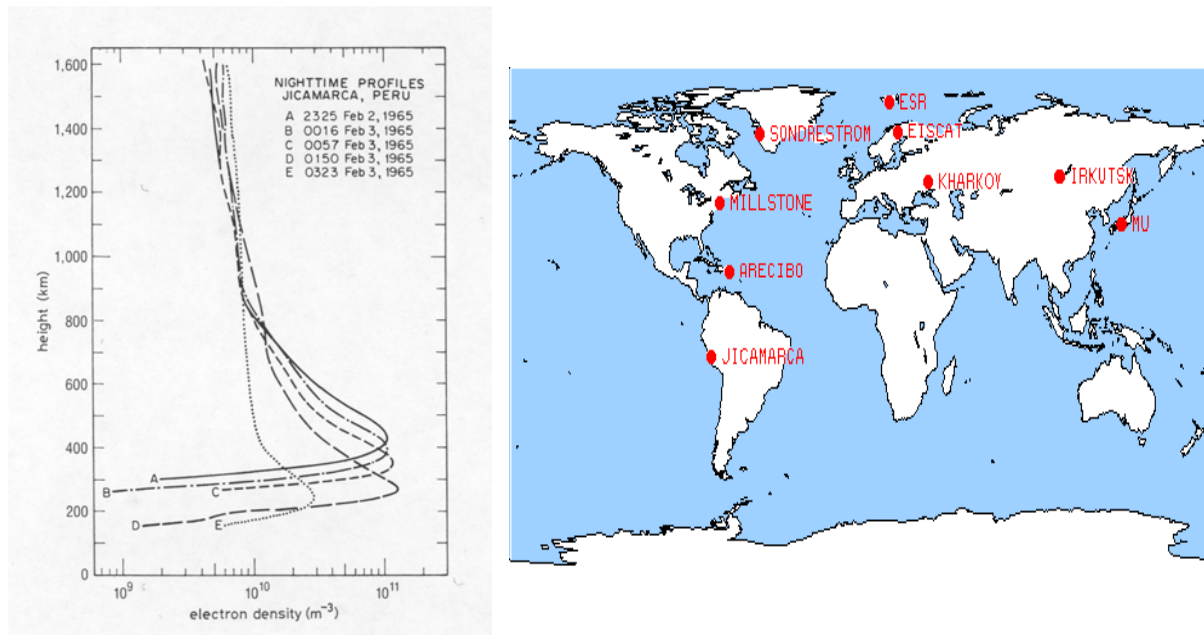 1,600
1,400
1,200
1,000
800
600
400
200
0
height (km)
NIGHTTIME PROFILES
JICAMARCA, PERU
A 2325 Feb 2, 1965
B 0016 Feb 3, 1965
C 0057 Feb 3, 1965
D 0150 Feb 3, 1965
E 0323 Feb 3, 1965
A
B
C
D
E
10⁹
10¹⁰
10¹¹
electron density (m⁻³)
ESR
SONDRESTROM
EISCAT
KHARKOV
IRKUTSK
MILLSTONE
MU
ARECIBO
JICAMARCA